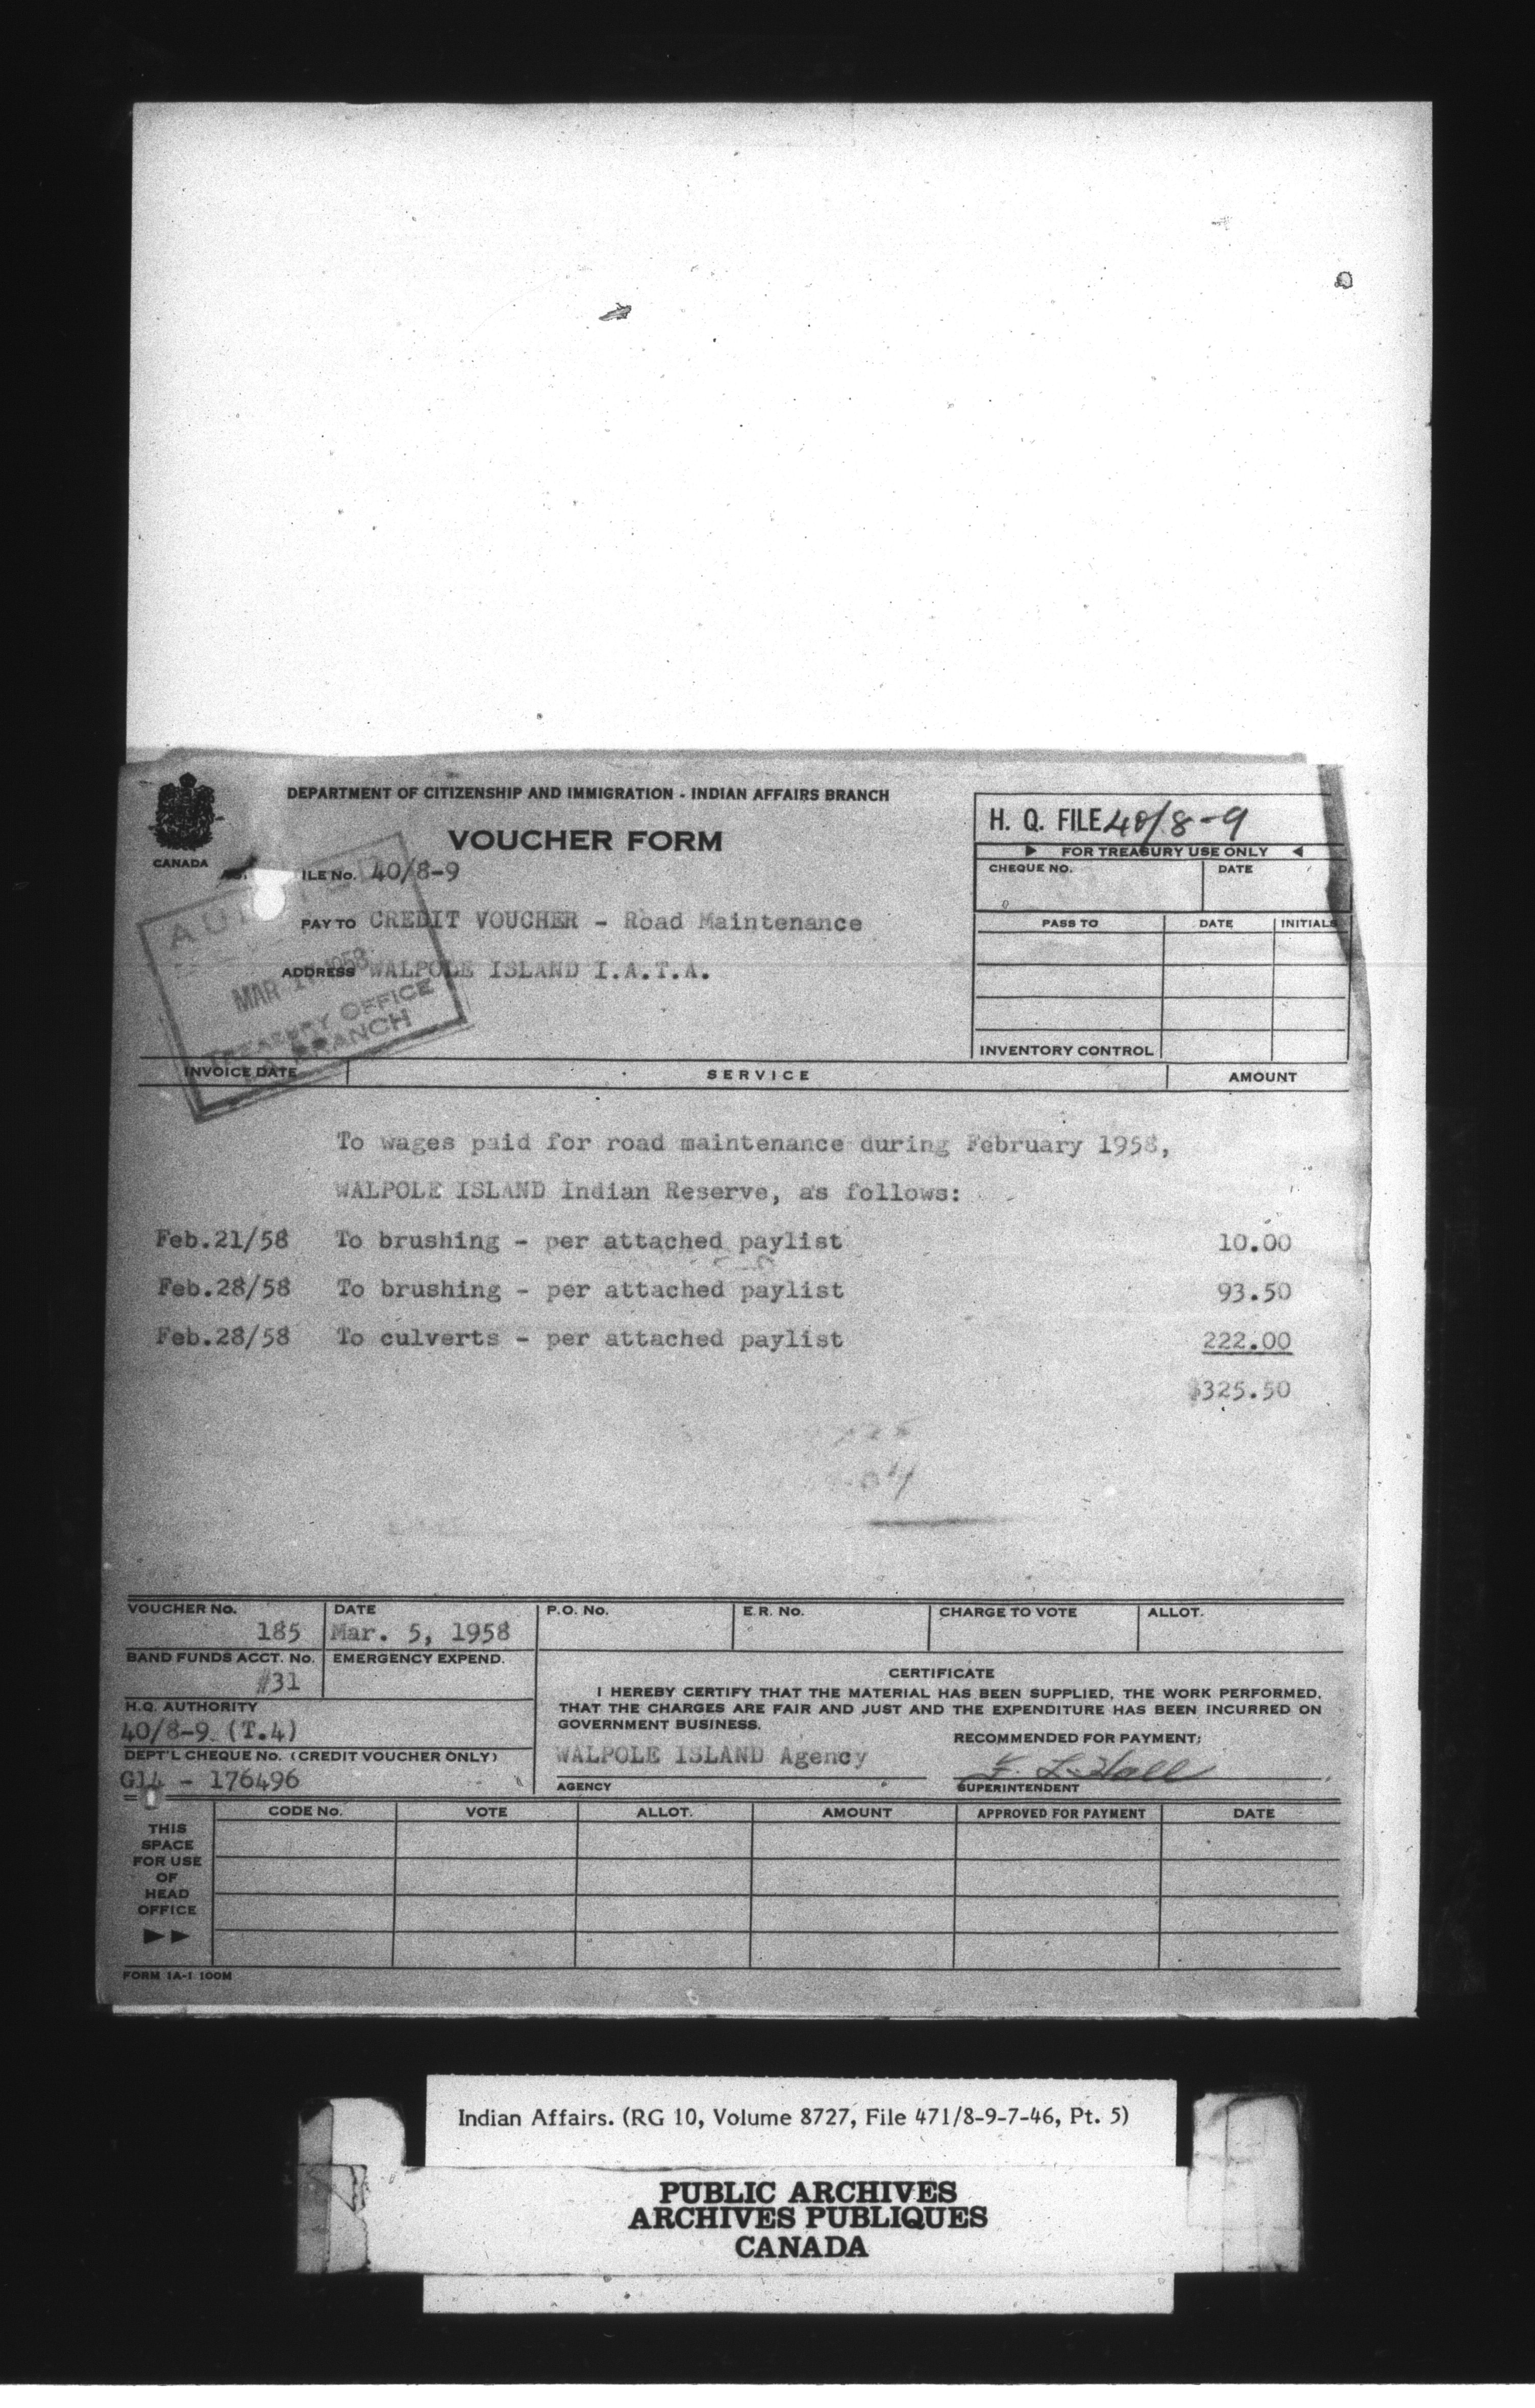 DEPARTMENT OF CITIZENSHIP AND IMMIGRATION - INDIAN AFFAIRS BRANCH
VOUCHER FORM
CANADA
H. Q. FILE 40/8-9
FOR TREASURY USE ONLY
CHEQUE NO. DATE
ILE No. 40/8-9
PAY TO CREDIT VOUCHER - Road Maintenance
PASS TO DATE INITIALS
ADDRESS WALPOLE ISLAND I.A.T.A.
MAR 1958
TREASURY OFFICE
BRANCH
INVENTORY CONTROL
INVOICE DATE SERVICE AMOUNT
To wages paid for road maintenance during February 1958,
WALPOLE ISLAND Indian Reserve, as follows:
Feb.21/58 To brushing - per attached paylist 10.00
Feb.28/58 To brushing - per attached paylist 93.50
Feb.28/58 To culverts - per attached paylist 222.00
$325.50
VOUCHER No. DATE P.O. No. E.R. No. CHARGE TO VOTE ALLOT.
185 Mar. 5, 1958
BAND FUNDS ACCT. No. EMERGENCY EXPEND.
#31
H.Q. AUTHORITY
40/8-9 (T.4)
DEPT'L CHEQUE No. (CREDIT VOUCHER ONLY)
G14 - 176496
CERTIFICATE
I HEREBY CERTIFY THAT THE MATERIAL HAS BEEN SUPPLIED, THE WORK PERFORMED,
THAT THE CHARGES ARE FAIR AND JUST AND THE EXPENDITURE HAS BEEN INCURRED ON
GOVERNMENT BUSINESS.
RECOMMENDED FOR PAYMENT:
WALPOLE ISLAND Agency F. L. Hall
AGENCY SUPERINTENDENT
CODE No. VOTE ALLOT. AMOUNT APPROVED FOR PAYMENT DATE
THIS
SPACE
FOR USE
OF
HEAD
OFFICE
FORM 1A-1 100M
Indian Affairs. (RG 10, Volume 8727, File 471/8-9-7-46, Pt. 5)
PUBLIC ARCHIVES
ARCHIVES PUBLIQUES
CANADA